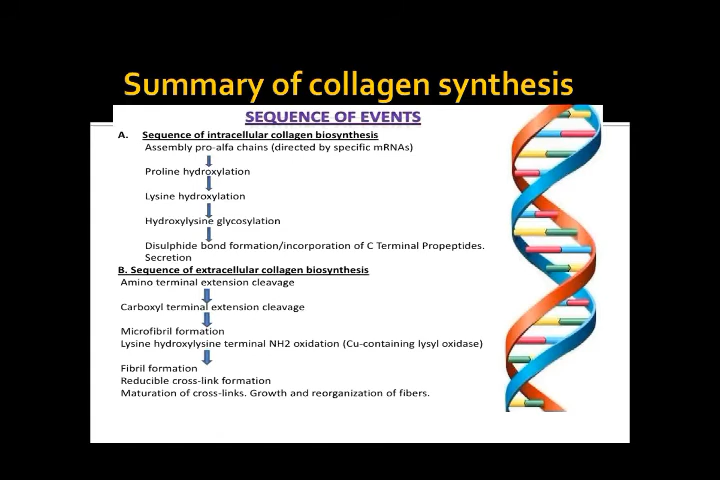 Summary of collagen synthesis
SEQUENCE OF EVENTS
A. Sequence of intracellular collagen biosynthesis
Assembly pro-alfa chains (directed by specific mRNAs)
Proline hydroxylation
Lysine hydroxylation
Hydroxylysine glycosylation
Disulphide bond formation/incorporation of C Terminal Propeptides.
Secretion
B. Sequence of extracellular collagen biosynthesis
Amino terminal extension cleavage
Carboxyl terminal extension cleavage
Microfibril formation
Lysine hydroxylysine terminal NH2 oxidation (Cu-containing lysyl oxidase)
Fibril formation
Reducible cross-link formation
Maturation of cross-links. Growth and reorganization of fibers.